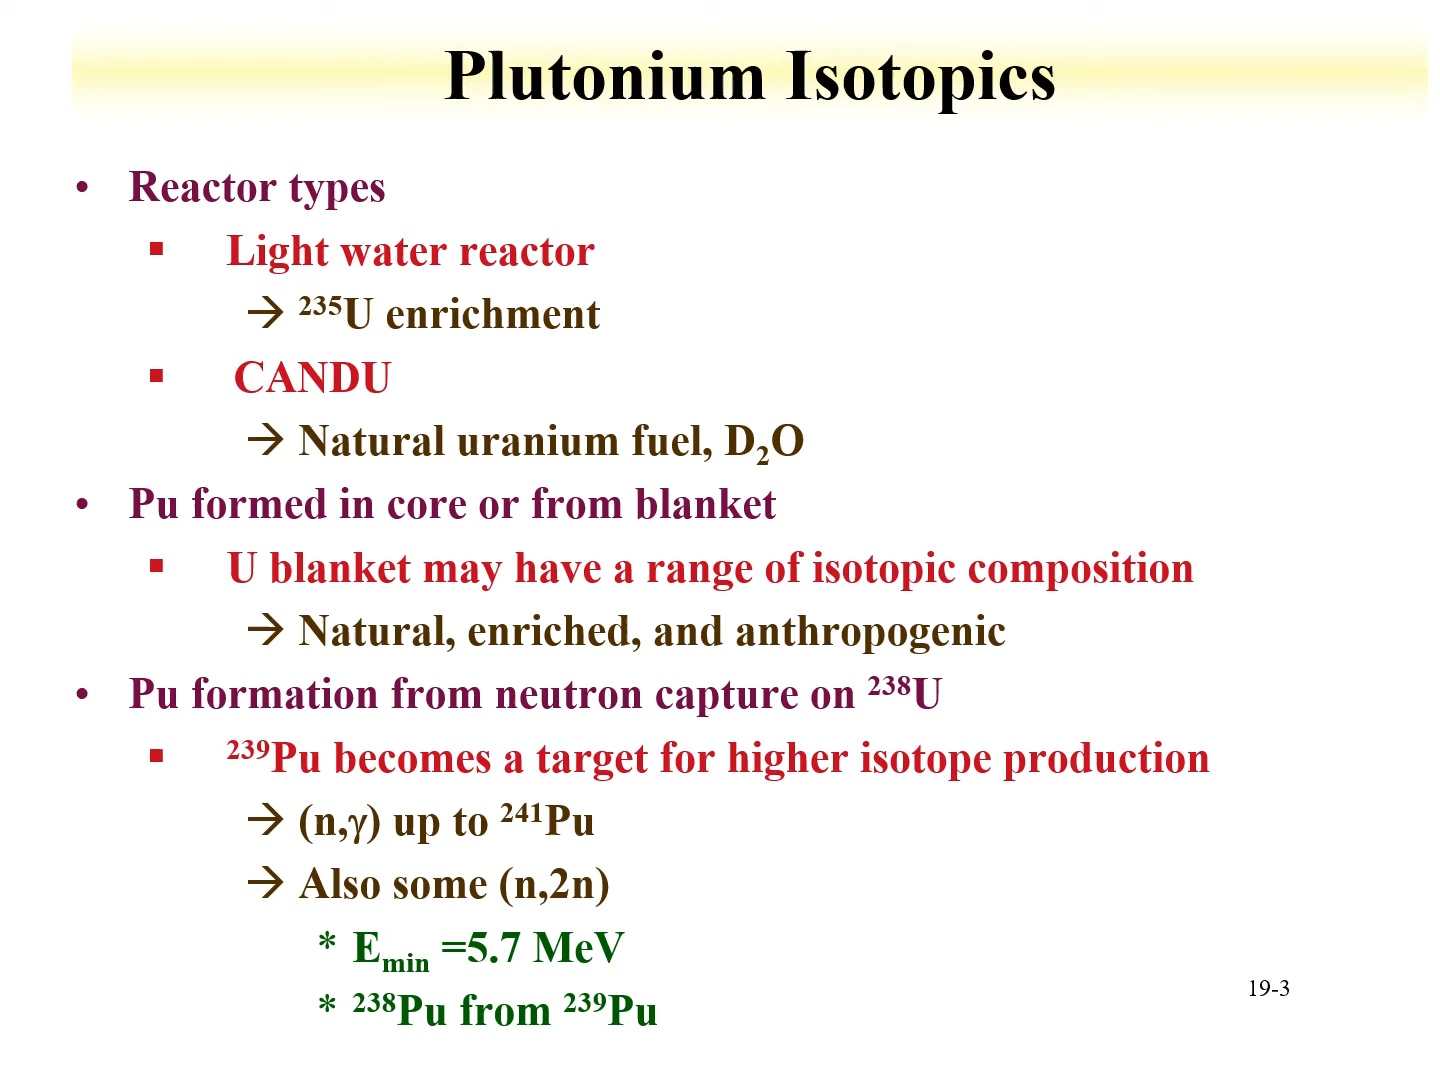 Plutonium Isotopics
• Reactor types
▪ Light water reactor
→ ²³⁵U enrichment
▪ CANDU
→ Natural uranium fuel, D₂O
• Pu formed in core or from blanket
▪ U blanket may have a range of isotopic composition
→ Natural, enriched, and anthropogenic
• Pu formation from neutron capture on ²³⁸U
▪ ²³⁹Pu becomes a target for higher isotope production
→ (n,γ) up to ²⁴¹Pu
→ Also some (n,2n)
* Eₘᵢₙ =5.7 MeV
* ²³⁸Pu from ²³⁹Pu
19-3